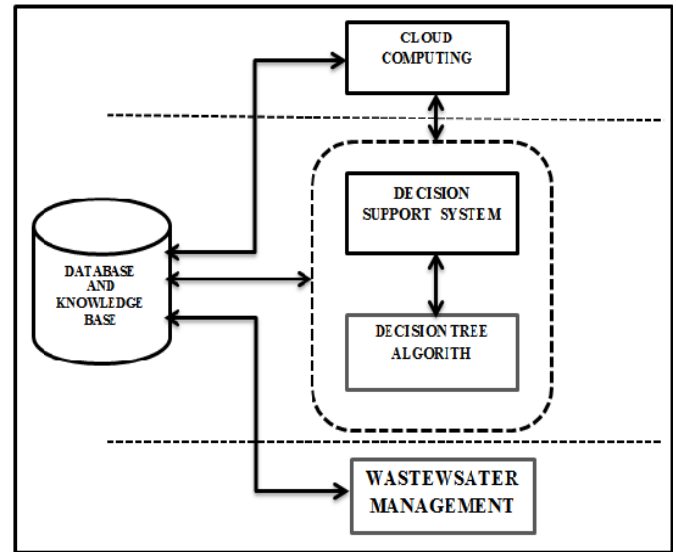 CLOUD
COMPUTING
DECISION
SUPPORT SYSTEM
DATABASE
AND
KNOWLEDGE
BASE
DECISION TREE
ALGORITH
WASTEWSATER
MANAGEMENT